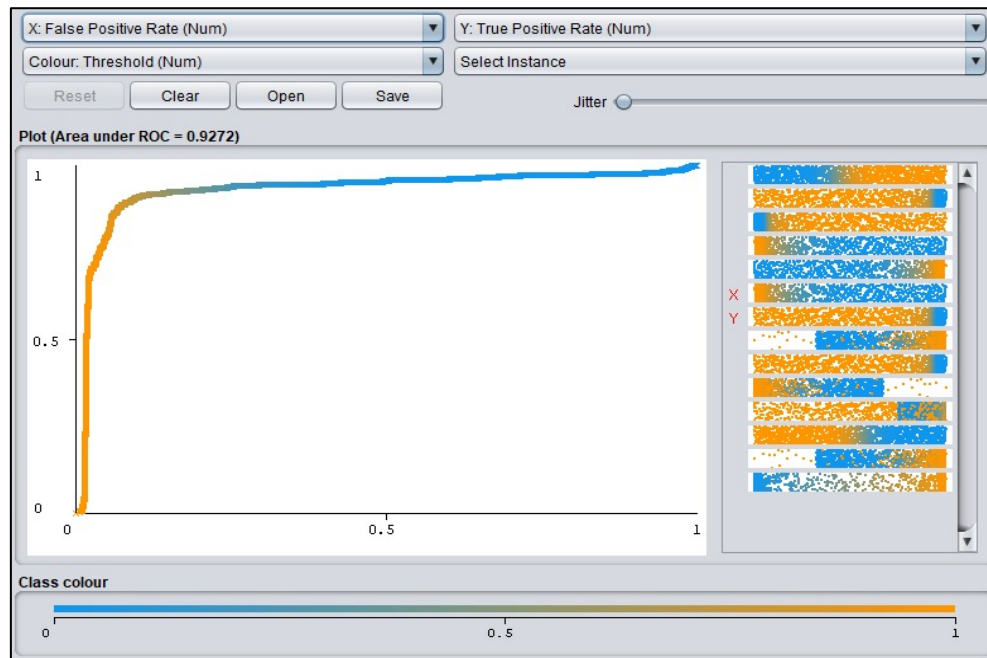 X: False Positive Rate (Num) Y: True Positive Rate (Num)
Colour: Threshold (Num) Select Instance
Reset Clear Open Save Jitter
Plot (Area under ROC = 0.9272)
1
0.5
0
0 0.5 1
X
Y
Class colour
0 0.5 1